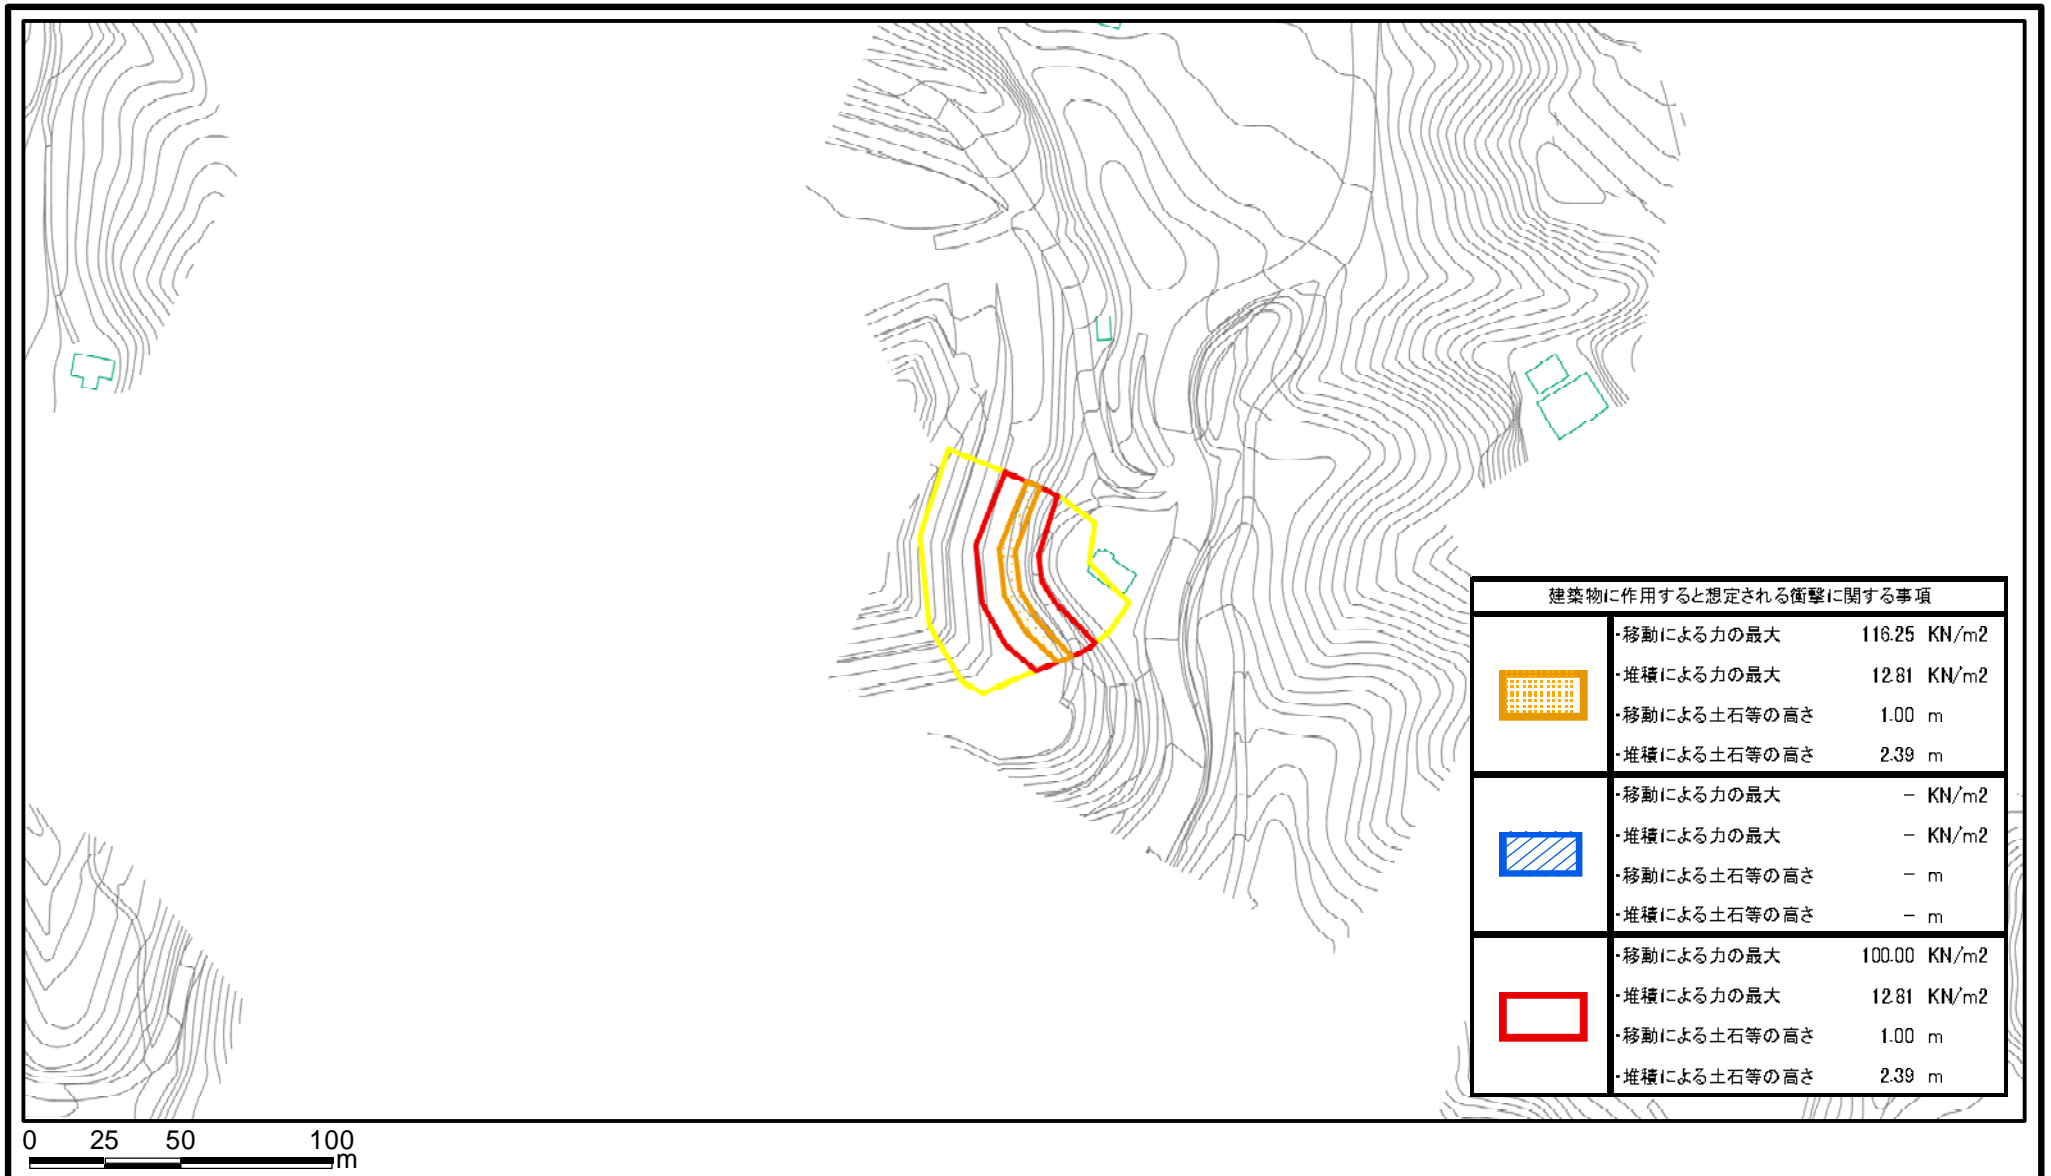 建築物に作用すると想定される衝撃に関する事項
・移動による力の最大 116.25 KN/m2
・堆積による力の最大 12.81 KN/m2
・移動による土石等の高さ 1.00 m
・堆積による土石等の高さ 2.39 m
・移動による力の最大 － KN/m2
・堆積による力の最大 － KN/m2
・移動による土石等の高さ － m
・堆積による土石等の高さ － m
・移動による力の最大 100.00 KN/m2
・堆積による力の最大 12.81 KN/m2
・移動による土石等の高さ 1.00 m
・堆積による土石等の高さ 2.39 m
0 25 50 100
m